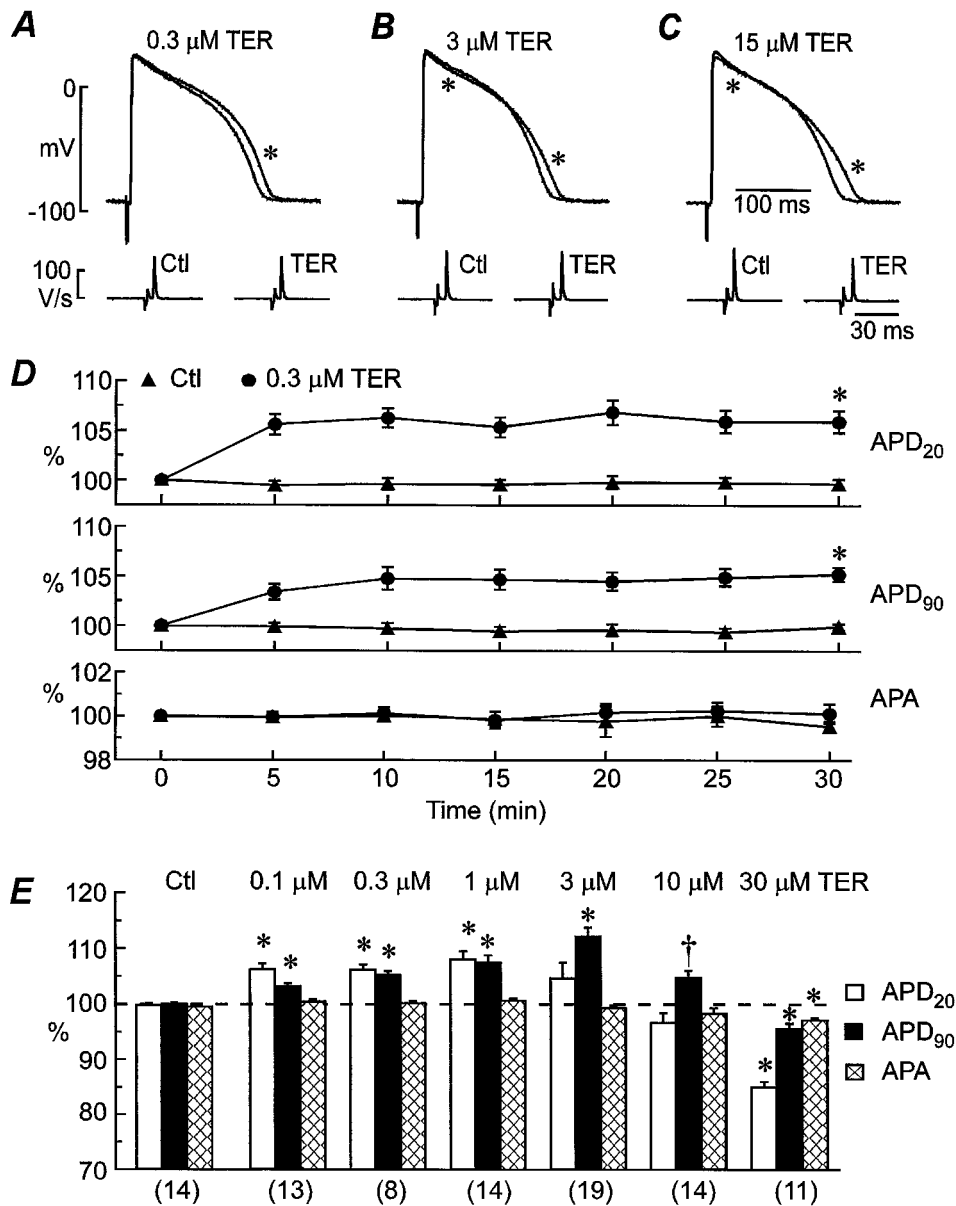 A B C
0.3 µM TER 3 µM TER 15 µM TER
0
mV
-100
* * * * *
100 ms
100
V/s
Ctl TER Ctl TER Ctl TER
30 ms
D
▲ Ctl ● 0.3 µM TER
110
105
100
%
*
APD20
110
105
100
%
*
APD90
102
100
98
%
APA
0 5 10 15 20 25 30
Time (min)
E
Ctl 0.1 µM 0.3 µM 1 µM 3 µM 10 µM 30 µM TER
120
110
100
%
90
80
70
* * * * * * * † * * *
APD20
APD90
APA
(14) (13) (8) (14) (19) (14) (11)